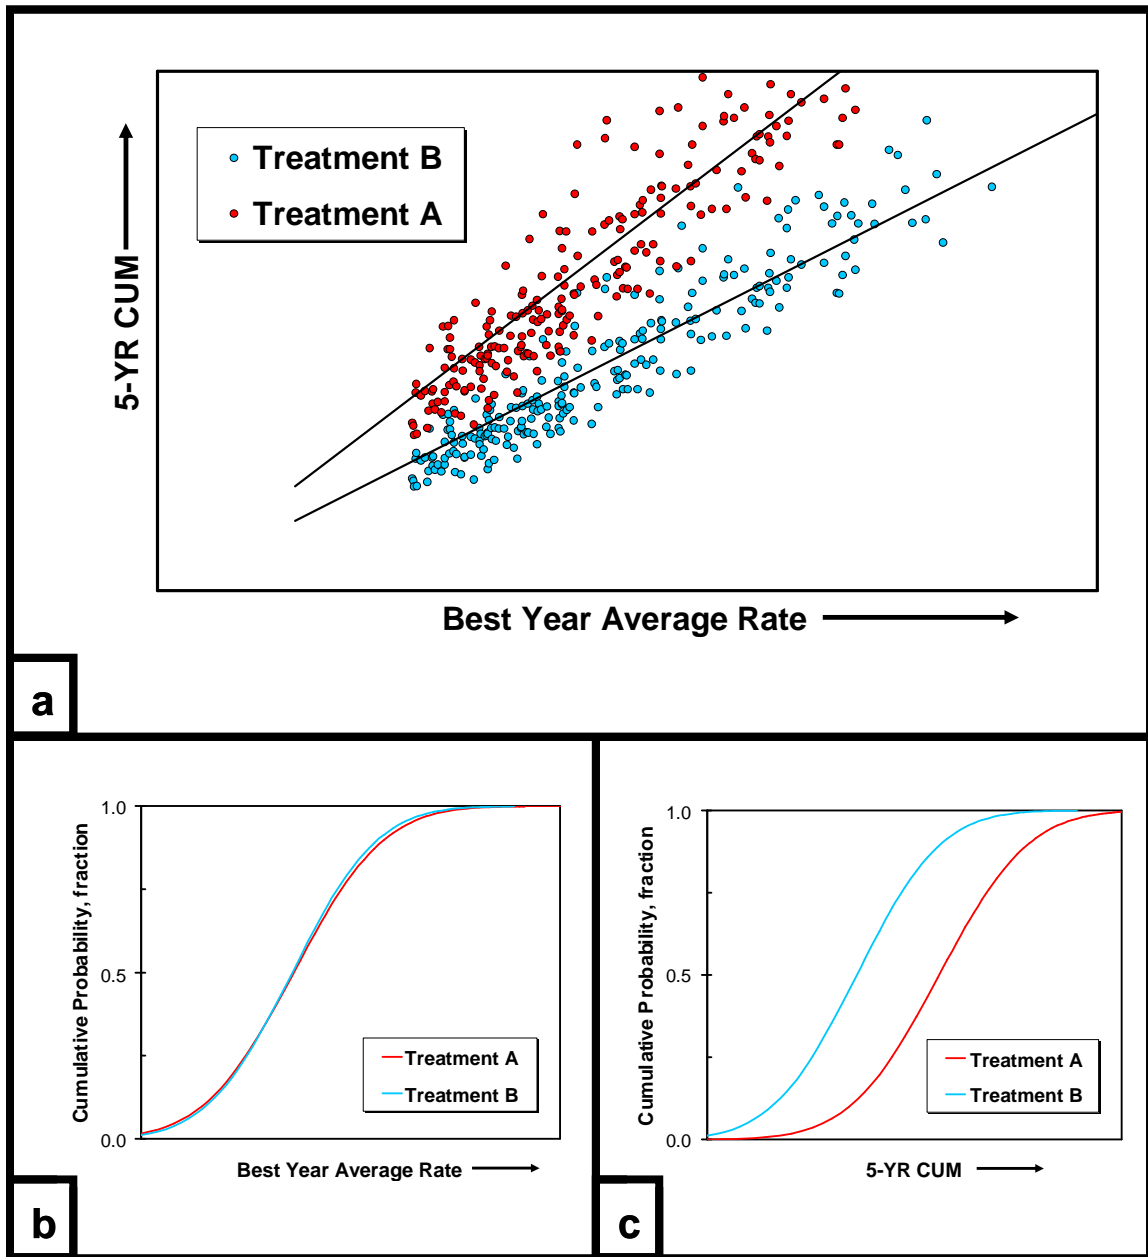 Treatment B
Treatment A
5-YR CUM
Best Year Average Rate
a
1.0
0.5
0.0
Cumulative Probability, fraction
Treatment A
Treatment B
Best Year Average Rate
b
1.0
0.5
0.0
Cumulative Probability, fraction
Treatment A
Treatment B
5-YR CUM
c